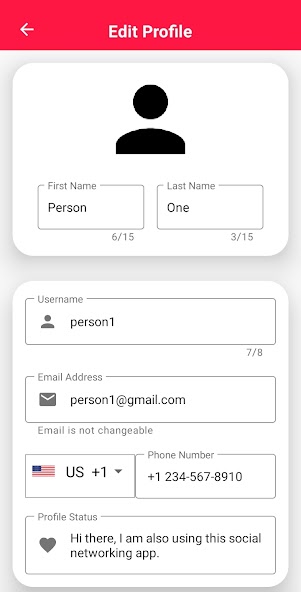 Edit Profile
First Name
Last Name
Person
One
6/15
3/15
Username
person1
7/8
Email Address
person1@gmail.com
Email is not changeable
Phone Number
US +1
+1 234-567-8910
Profile Status
Hi there, I am also using this social
networking app.